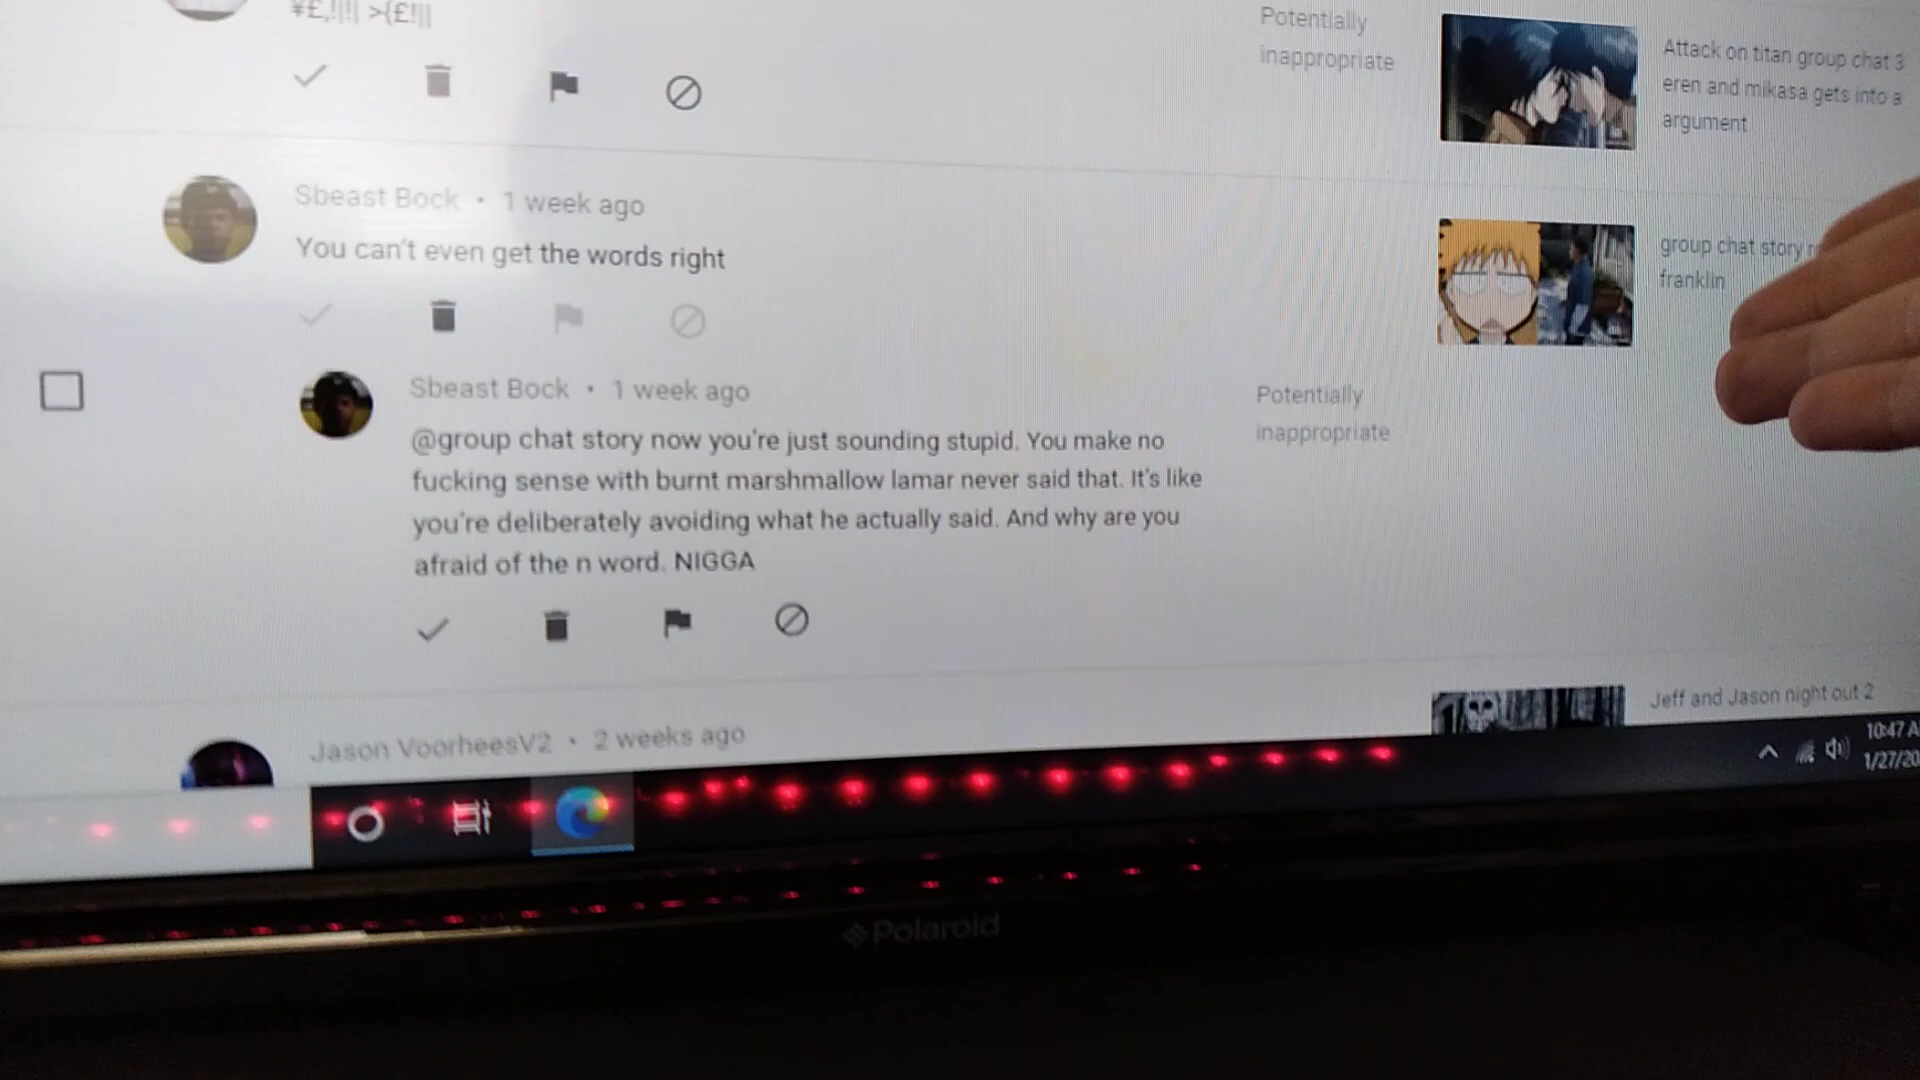 ¥£,!|!| >{£!||
Potentially
inappropriate
Attack on titan group chat 3
eren and mikasa gets into a
argument
Sbeast Bock • 1 week ago
You can't even get the words right
group chat story
franklin
Sbeast Bock • 1 week ago
@group chat story now you're just sounding stupid. You make no
fucking sense with burnt marshmallow lamar never said that. It's like
you're deliberately avoiding what he actually said. And why are you
afraid of the n word. NIGGA
Potentially
inappropriate
Jason VoorheesV2 • 2 weeks ago
Jeff and Jason night out 2
10:47 A
1/27/20
Polaroid